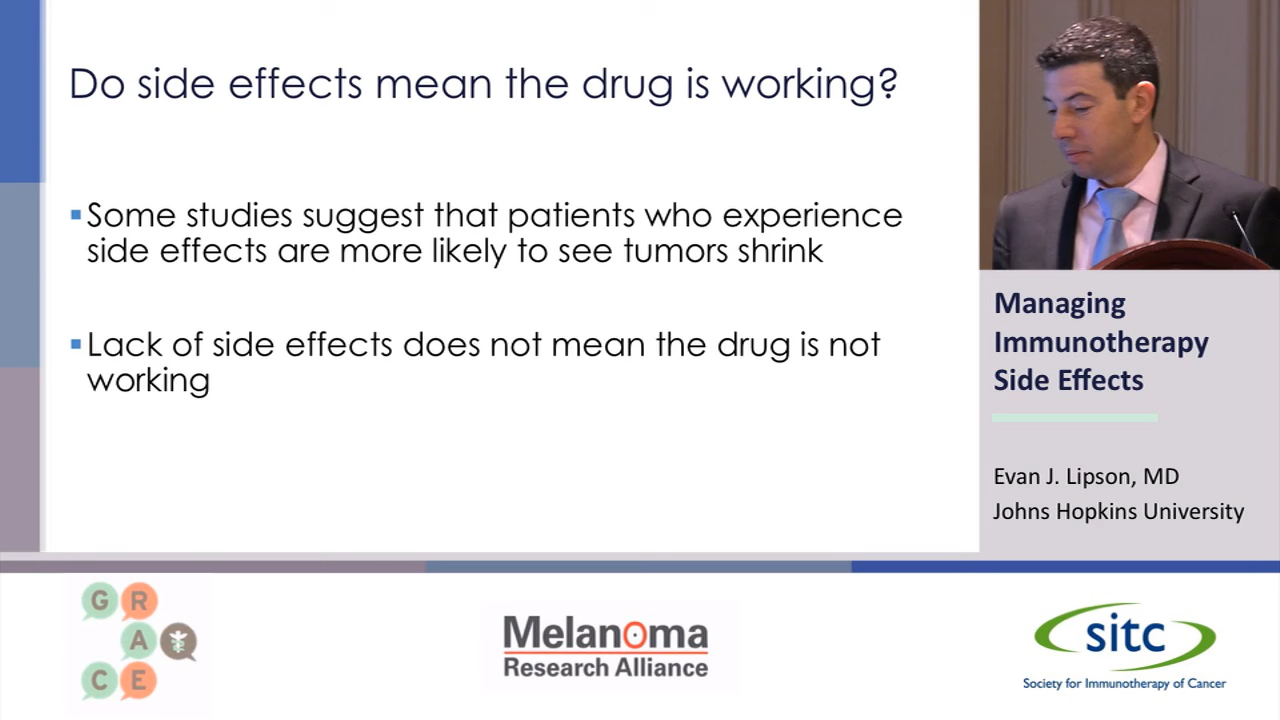 Do side effects mean the drug is working?
▪Some studies suggest that patients who experience
side effects are more likely to see tumors shrink
▪Lack of side effects does not mean the drug is not
working
Managing
Immunotherapy
Side Effects
Evan J. Lipson, MD
Johns Hopkins University
G R
A
C E
Melanoma
Research Alliance
sitc
Society for Immunotherapy of Cancer